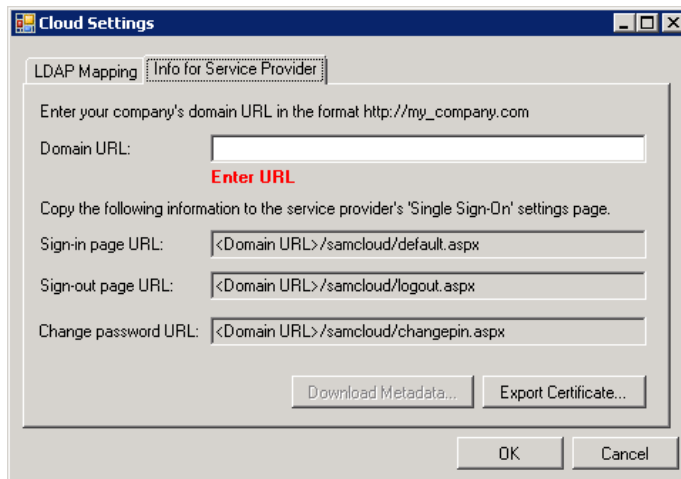 Cloud Settings
LDAP Mapping
Info for Service Provider
Enter your company's domain URL in the format http://my_company.com
Domain URL:
Enter URL
Copy the following information to the service provider's 'Single Sign-On' settings page.
Sign-in page URL: <Domain URL>/samcloud/default.aspx
Sign-out page URL: <Domain URL>/samcloud/logout.aspx
Change password URL: <Domain URL>/samcloud/changepin.aspx
Download Metadata... Export Certificate...
OK Cancel